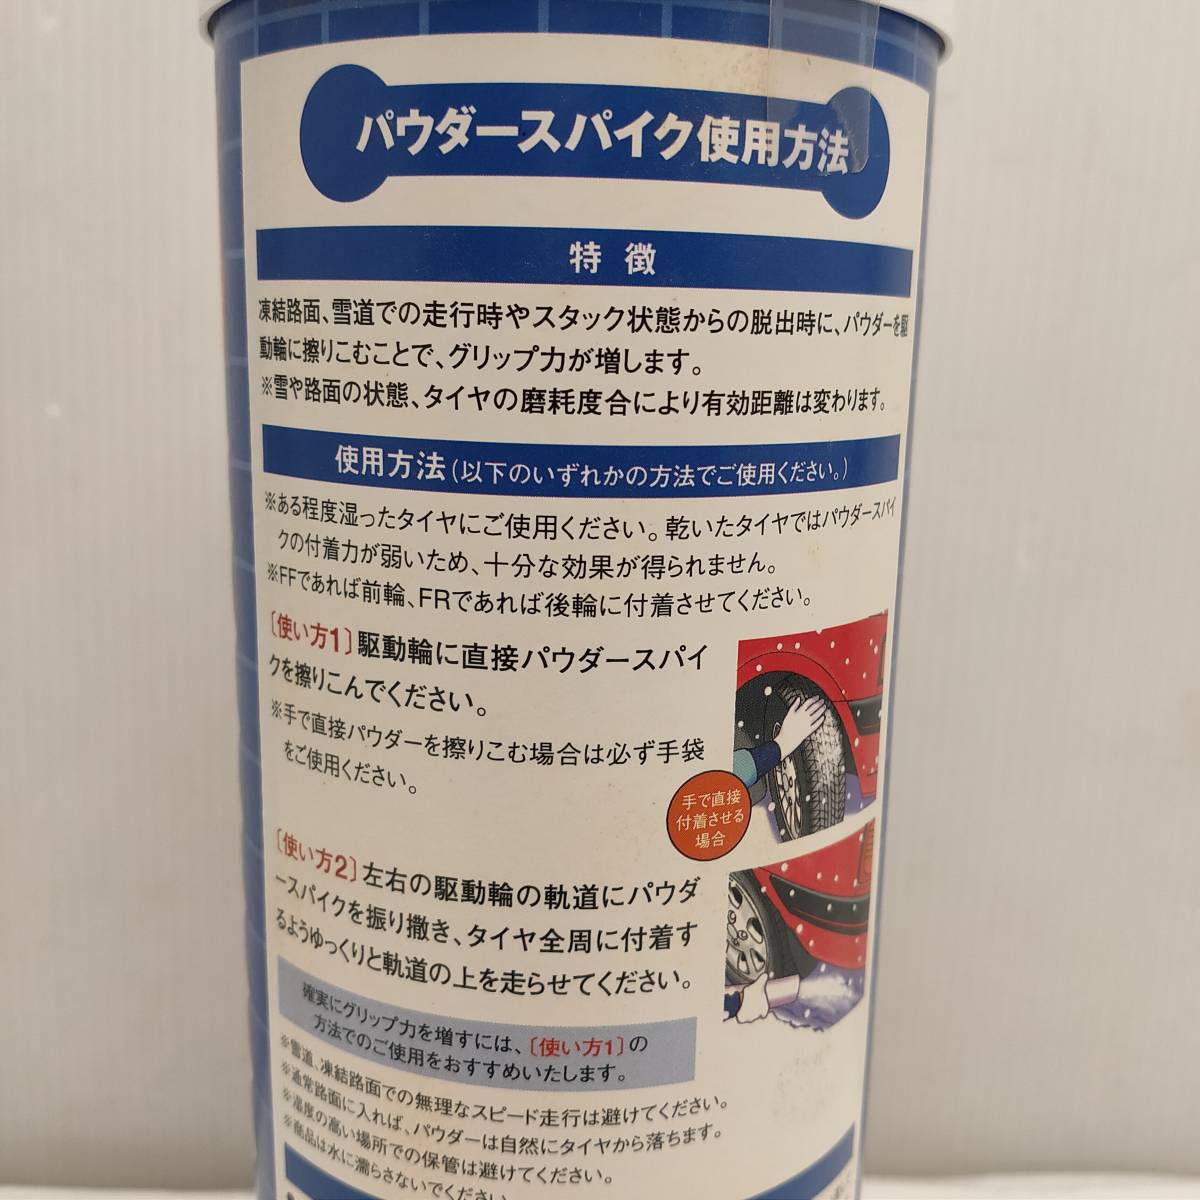 パウダースパイク使用方法
特徴
凍結路面、雪道での走行時やスタック状態からの脱出時に、パウダーを駆
動輪に擦りこむことで、グリップ力が増します。
※雪や路面の状態、タイヤの磨耗度合により有効距離は変わります。
使用方法（以下のいずれかの方法でご使用ください。）
※ある程度湿ったタイヤにご使用ください。乾いたタイヤではパウダースパイ
クの付着力が弱いため、十分な効果が得られません。
※FFであれば前輪、FRであれば後輪に付着させてください。
〔使い方1〕駆動輪に直接パウダースパイ
クを擦りこんでください。
※手で直接パウダーを擦りこむ場合は必ず手袋
をご使用ください。
手で直接
付着させる
場合
〔使い方2〕左右の駆動輪の軌道にパウダ
ースパイクを振り撒き、タイヤ全周に付着す
るようゆっくりと軌道の上を走らせてください。
確実にグリップ力を増すには、〔使い方1〕の
方法でのご使用をおすすめいたします。
※雪道、凍結路面での無理なスピード走行は避けてください。
※通常路面に入れば、パウダーは自然にタイヤから落ちます。
※湿度の高い場所での保管は避けてください。
※商品は水に濡らさないでください